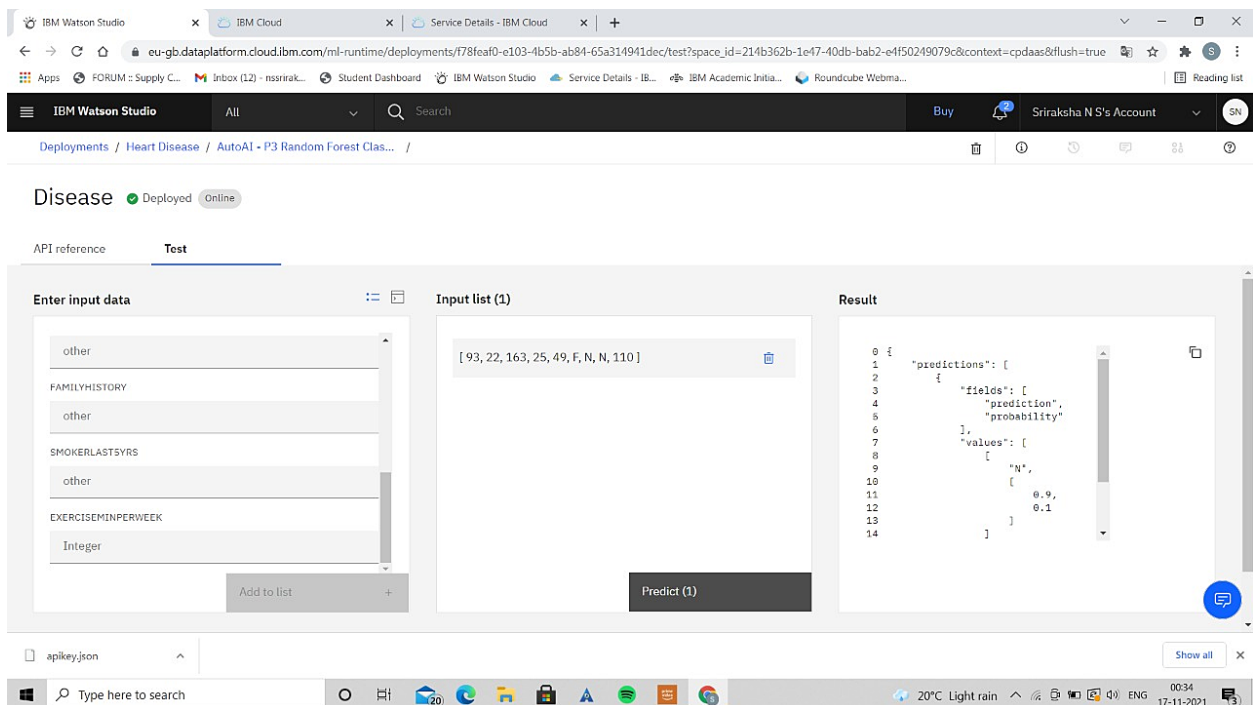 IBM Watson Studio
IBM Cloud
Service Details - IBM Cloud
eu-gb.dataplatform.cloud.ibm.com/ml-runtime/deployments/f78feaf0-e103-4b5b-ab84-65a314941dec/test?space_id=214b362b-1e47-40db-bab2-e4f50249079c&context=cpdaas&flush=true
S
Apps FORUM :: Supply C... Inbox (12) - nssrirak... Student Dashboard IBM Watson Studio Service Details - IB... IBM Academic Initia... Roundcube Webma... Reading list
IBM Watson Studio All Search Buy 2 Sriraksha N S's Account SN
Deployments / Heart Disease / AutoAI - P3 Random Forest Clas... /
Disease Deployed Online
API reference Test
Enter input data
other
FAMILYHISTORY
other
SMOKERLAST5YRS
other
EXERCISEMINPERWEEK
Integer
Add to list +
Input list (1)
[ 93, 22, 163, 25, 49, F, N, N, 110 ]
Predict (1)
Result
0 {
1 "predictions": [
2 {
3 "fields": [
4 "prediction",
5 "probability"
6 ],
7 "values": [
8 [
9 "N",
10 [
11 0.9,
12 0.1
13 ]
14 ]
apikey.json
Show all
Type here to search
20
20°C Light rain
ENG
00:34
17-11-2021
3